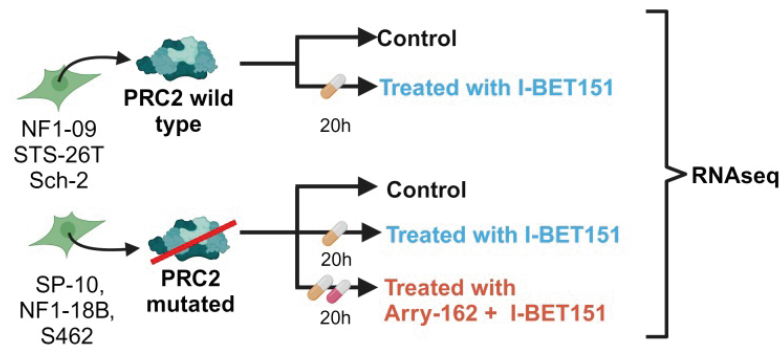 Control
PRC2 wild
type
Treated with I-BET151
20h
NF1-09
STS-26T
Sch-2
RNAseq
Control
Treated with I-BET151
20h
PRC2
mutated
SP-10,
NF1-18B,
S462
Treated with
Arry-162 + I-BET151
20h